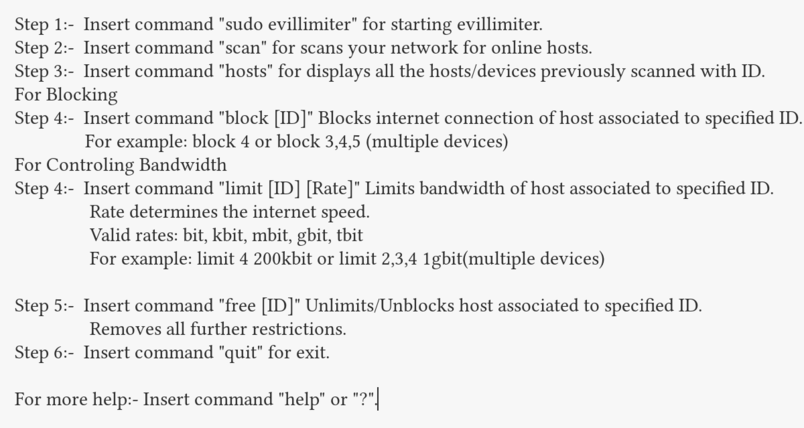 Step 1:-  Insert command "sudo evillimiter" for starting evillimiter.
Step 2:-  Insert command "scan" for scans your network for online hosts.
Step 3:-  Insert command "hosts" for displays all the hosts/devices previously scanned with ID.
For Blocking
Step 4:-  Insert command "block [ID]" Blocks internet connection of host associated to specified ID.
For example: block 4 or block 3,4,5 (multiple devices)
For Controling Bandwidth
Step 4:-  Insert command "limit [ID] [Rate]" Limits bandwidth of host associated to specified ID.
Rate determines the internet speed.
Valid rates: bit, kbit, mbit, gbit, tbit
For example: limit 4 200kbit or limit 2,3,4 1gbit(multiple devices)
Step 5:-  Insert command "free [ID]" Unlimits/Unblocks host associated to specified ID.
Removes all further restrictions.
Step 6:-  Insert command "quit" for exit.
For more help:- Insert command "help" or "?".